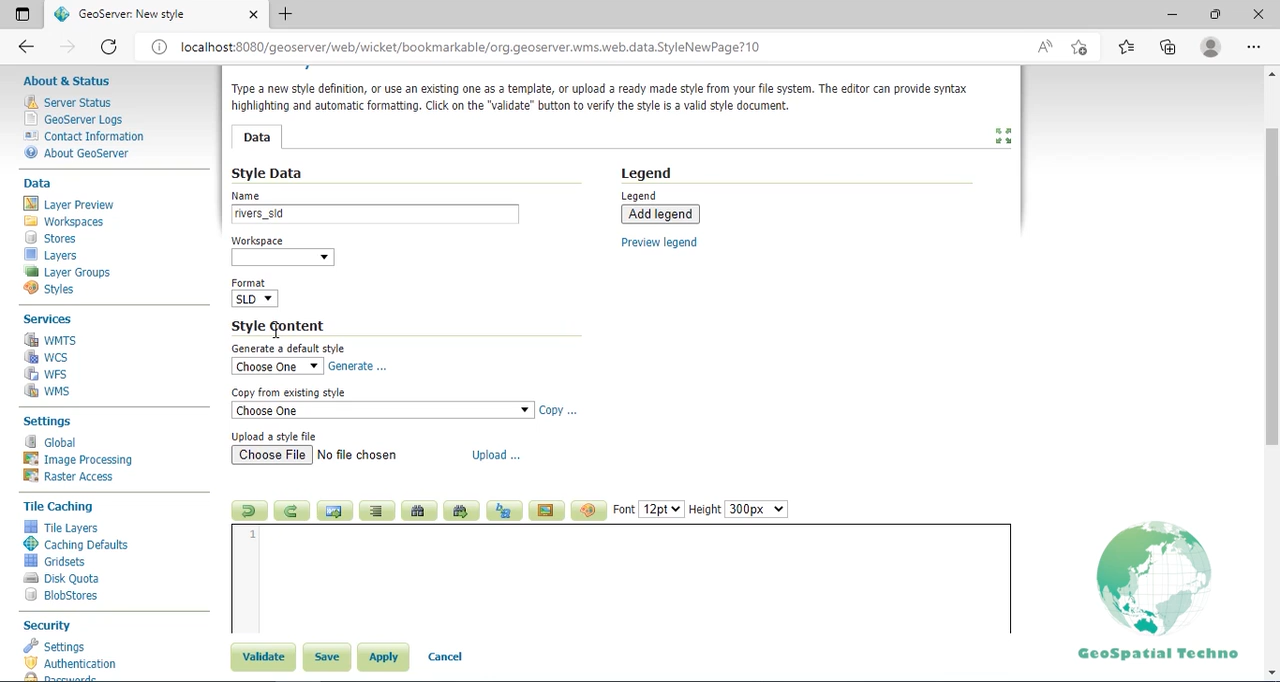 GeoServer: New style
localhost:8080/geoserver/web/wicket/bookmarkable/org.geoserver.wms.web.data.StyleNewPage?10
About & Status
Server Status
GeoServer Logs
Contact Information
About GeoServer
Data
Layer Preview
Workspaces
Stores
Layers
Layer Groups
Styles
Services
WMTS
WCS
WFS
WMS
Settings
Global
Image Processing
Raster Access
Tile Caching
Tile Layers
Caching Defaults
Gridsets
Disk Quota
BlobStores
Security
Settings
Authentication
Passwords
Type a new style definition, or use an existing one as a template, or upload a ready made style from your file system. The editor can provide syntax
highlighting and automatic formatting. Click on the "validate" button to verify the style is a valid style document.
Data
Style Data
Name
rivers_sld
Workspace
Format
SLD
Style Content
Generate a default style
Choose One Generate ...
Copy from existing style
Choose One Copy ...
Upload a style file
Choose File No file chosen Upload ...
Legend
Legend
Add legend
Preview legend
Font 12pt Height 300px
1
Validate Save Apply Cancel
GeoSpatial Techno